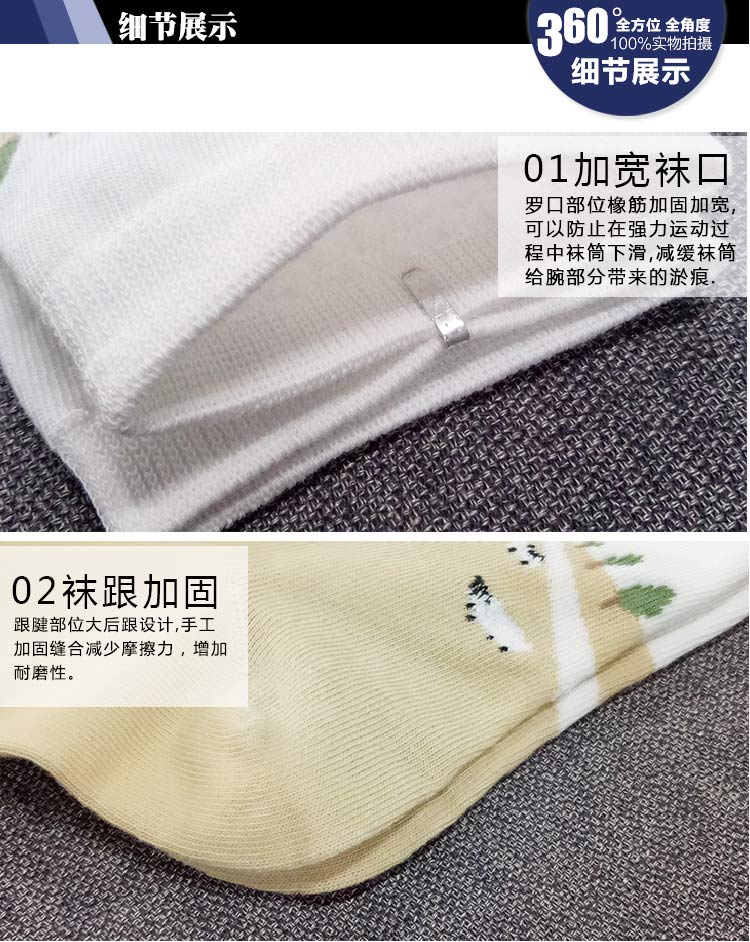 细节展示
360°全方位 全角度
100%实物拍摄
细节展示
01加宽袜口
罗口部位橡筋加固加宽,
可以防止在强力运动过
程中袜筒下滑,减缓袜筒
给腕部分带来的淤痕.
02袜跟加固
跟腱部位大后跟设计,手工
加固缝合减少摩擦力，增加
耐磨性。